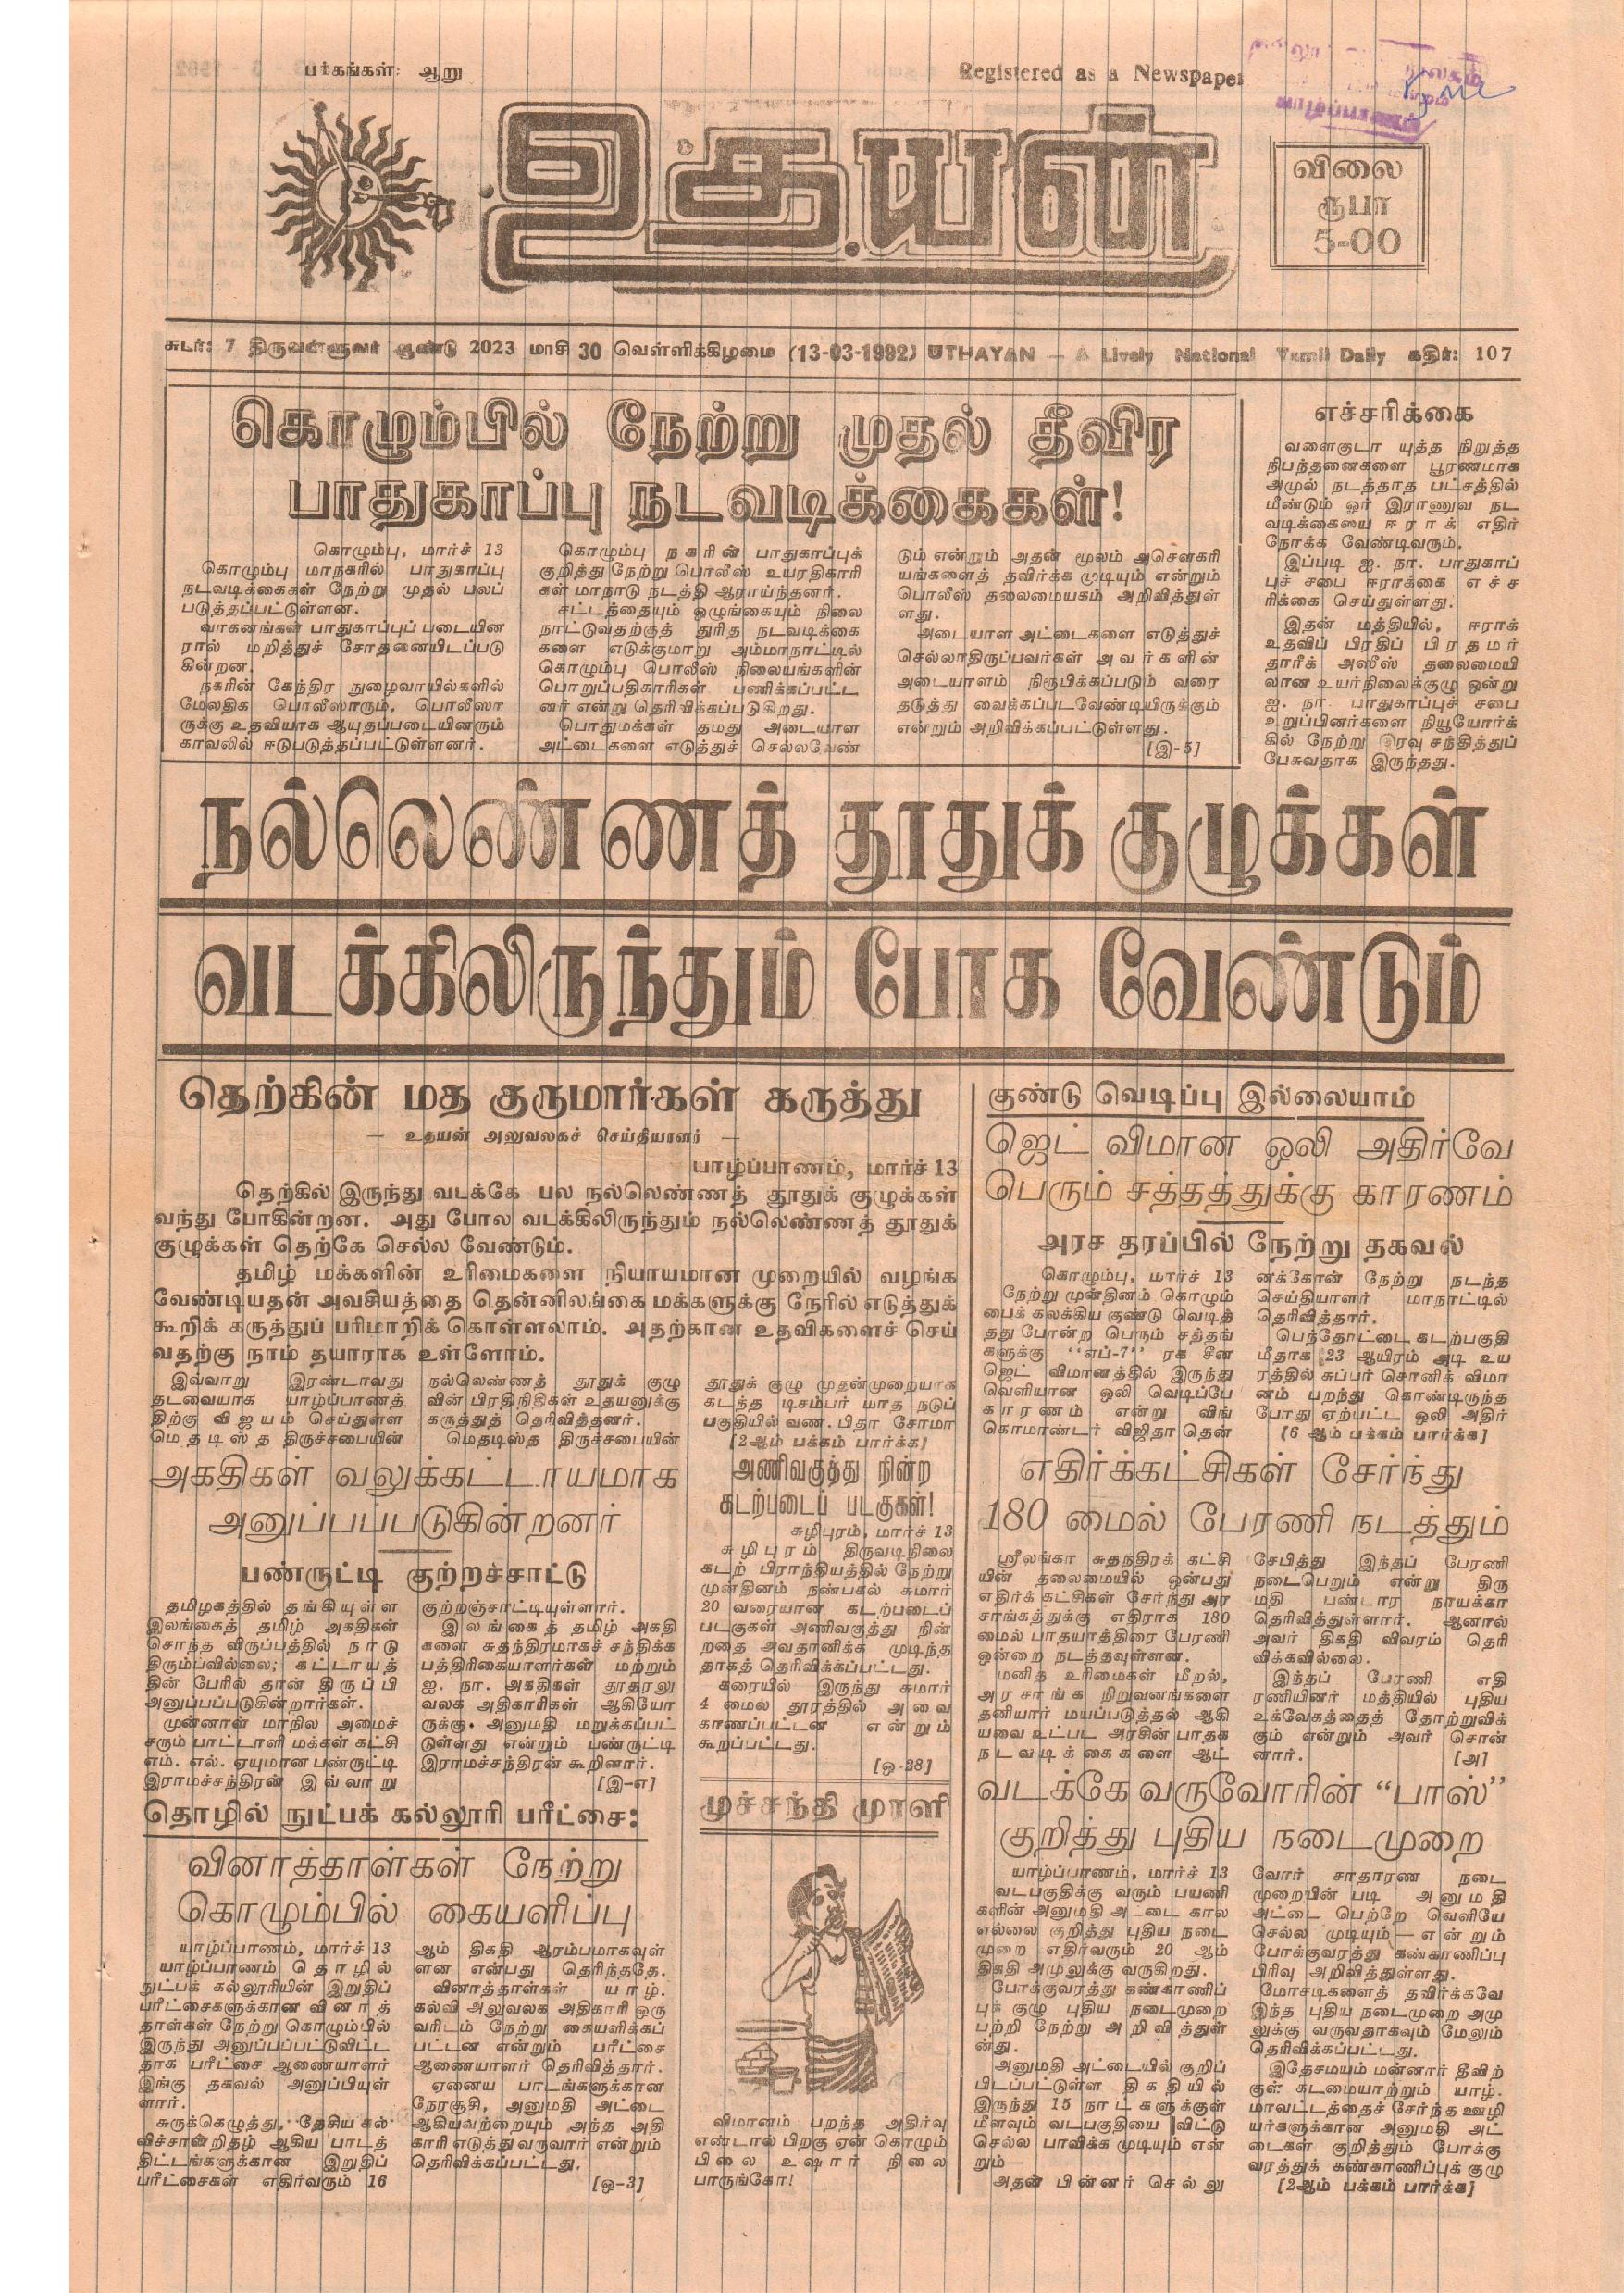 பக்கங்கள்: ஆறு
Registered as a Newspaper
யாழ்ப்பாணம்
உதயன்
விலை
ரூபா
5-00
சுடர்: 7 திருவள்ளுவர் ஆண்டு 2023 மாசி 30 வெள்ளிக்கிழமை (13-03-1992) UTHAYAN — A Lively National Tamil Daily கதிர்: 107
கொழும்பில் நேற்று முதல் தீவிர
பாதுகாப்பு நடவடிக்கைகள்!
கொழும்பு, மார்ச் 13
கொழும்பு மாநகரில் பாதுகாப்பு
நடவடிக்கைகள் நேற்று முதல் பலப்
படுத்தப்பட்டுள்ளன.
வாகனங்கள் பாதுகாப்புப் படையின
ரால் மறித்துச் சோதனையிடப்படு
கின்றன.
நகரின் கேந்திர நுழைவாயில்களில்
மேலதிக பொலீஸாரும், பொலீஸா
ருக்கு உதவியாக ஆயுதப்படையினரும்
காவலில் ஈடுபடுத்தப்பட்டுள்ளனர்.
கொழும்பு நகரின் பாதுகாப்புக்
குறித்து நேற்று பொலீஸ் உயரதிகாரி
கள் மாநாடு நடத்தி ஆராய்ந்தனர்.
சட்டத்தையும் ஒழுங்கையும் நிலை
நாட்டுவதற்குத் துரித நடவடிக்கை
களை எடுக்குமாறு அம்மாநாட்டில்
கொழும்பு பொலீஸ் நிலையங்களின்
பொறுப்பதிகாரிகள் பணிக்கப்பட்ட
னர் என்று தெரிவிக்கப்படுகிறது.
பொதுமக்கள் தமது அடையாள
அட்டைகளை எடுத்துச் செல்லவேண்
டும் என்றும் அதன் மூலம் அசௌகரி
யங்களைத் தவிர்க்க முடியும் என்றும்
பொலீஸ் தலைமையகம் அறிவித்துள்
ளது.
அடையாள அட்டைகளை எடுத்துச்
செல்லாதிருப்பவர்கள் அவர்களின்
அடையாளம் நிரூபிக்கப்படும் வரை
தடுத்து வைக்கப்படவேண்டியிருக்கும்
என்றும் அறிவிக்கப்பட்டுள்ளது.
[இ-5]
எச்சரிக்கை
வளைகுடா யுத்த நிறுத்த
நிபந்தனைகளை பூரணமாக
அமுல் நடத்தாத பட்சத்தில்
மீண்டும் ஓர் இராணுவ நட
வடிக்கையை ஈராக் எதிர்
நோக்க வேண்டிவரும்.
இப்படி ஐ. நா. பாதுகாப்
புச் சபை ஈராக்கை எச்ச
ரிக்கை செய்துள்ளது.
இதன் மத்தியில், ஈராக்
உதவிப் பிரதிப் பிரதமர்
தாரீக் அஸீஸ் தலைமையி
லான உயர்நிலைக்குழு ஒன்று
ஐ. நா. பாதுகாப்புச் சபை
உறுப்பினர்களை நியூயோர்க்
கில் நேற்று இரவு சந்தித்துப்
பேசுவதாக இருந்தது.
நல்லெண்ணத் தூதுக் குழுக்கள்
வடக்கிலிருந்தும் போக வேண்டும்
தெற்கின் மத குருமார்கள் கருத்து
— உதயன் அலுவலகச் செய்தியாளர் —
யாழ்ப்பாணம், மார்ச் 13
தெற்கில் இருந்து வடக்கே பல நல்லெண்ணத் தூதுக் குழுக்கள்
வந்து போகின்றன. அது போல வடக்கிலிருந்தும் நல்லெண்ணத் தூதுக்
குழுக்கள் தெற்கே செல்ல வேண்டும்.
தமிழ் மக்களின் உரிமைகளை நியாயமான முறையில் வழங்க
வேண்டியதன் அவசியத்தை தென்னிலங்கை மக்களுக்கு நேரில் எடுத்துக்
கூறிக் கருத்துப் பரிமாறிக் கொள்ளலாம். அதற்கான உதவிகளைச் செய்
வதற்கு நாம் தயாராக உள்ளோம்.
இவ்வாறு இரண்டாவது
தடவையாக யாழ்ப்பாணத்
திற்கு விஜயம் செய்துள்ள
மெதடிஸ்த திருச்சபையின்
நல்லெண்ணத் தூதுக் குழு
வின் பிரதிநிதிகள் உதயனுக்கு
கருத்துத் தெரிவித்தனர்.
மெதடிஸ்த திருச்சபையின்
தூதுக் குழு முதன்முறையாக
கடந்த டிசம்பர் யாத நடுப்
பகுதியில் வண. பிதா சோமா
[2ஆம் பக்கம் பார்க்க]
குண்டு வெடிப்பு இல்லையாம்
ஜெட் விமான ஒலி அதிர்வே
பெரும் சத்தத்துக்கு காரணம்
அரச தரப்பில் நேற்று தகவல்
கொழும்பு, மார்ச் 13
நேற்று முன்தினம் கொழும்
பைக் கலக்கிய குண்டு வெடித்
தது போன்ற பெரும் சத்தங்
களுக்கு “எப்-7” ரக சீன
ஜெட் விமானத்தில் இருந்து
வெளியான ஒலி வெடிப்பே
காரணம் என்று விங்
கொமாண்டர் விஜிதா தென்
னக்கோன் நேற்று நடந்த
செய்தியாளர் மாநாட்டில்
தெரிவித்தார்.
பெந்தோட்டை கடற்பகுதி
மீதாக 23 ஆயிரம் அடி உய
ரத்தில் சுப்பர் சொனிக் விமா
னம் பறந்து கொண்டிருந்த
போது ஏற்பட்ட ஒலி அதிர்
[6 ஆம் பக்கம் பார்க்க]
அகதிகள் வலுக்கட்டாயமாக
அனுப்பப்படுகின்றனர்
பண்ருட்டி குற்றச்சாட்டு
தமிழகத்தில் தங்கியுள்ள
இலங்கைத் தமிழ் அகதிகள்
சொந்த விருப்பத்தில் நாடு
திரும்பவில்லை; கட்டாயத்
தின் பேரில் தான் திருப்பி
அனுப்பப்படுகின்றார்கள்.
முன்னாள் மாநில அமைச்
சரும் பாட்டாளி மக்கள் கட்சி
எம். எல். ஏயுமான பண்ருட்டி
இராமச்சந்திரன் இவ்வாறு
குற்றஞ்சாட்டியுள்ளார்.
இலங்கைத் தமிழ் அகதி
களை சுதந்திரமாகச் சந்திக்க
பத்திரிகையாளர்கள் மற்றும்
ஐ. நா. அகதிகள் தூதரலு
வலக அதிகாரிகள் ஆகியோ
ருக்கு அனுமதி மறுக்கப்பட்
டுள்ளது என்றும் பண்ருட்டி
இராமச்சந்திரன் கூறினார்.
[இ-எ]
அணிவகுத்து நின்ற
கடற்படைப் படகுகள்!
சுழிபுரம், மார்ச் 13
சுழிபுரம் திருவடிநிலை
கடற் பிராந்தியத்தில் நேற்று
முன்தினம் நண்பகல் சுமார்
20 வரையான கடற்படைப்
படகுகள் அணிவகுத்து நின்
றதை அவதானிக்க முடிந்த
தாகத் தெரிவிக்கப்பட்டது.
கரையில் இருந்து சுமார்
4 மைல் தூரத்தில் அவை
காணப்பட்டன என்றும்
கூறப்பட்டது.
[ஒ-28]
எதிர்க்கட்சிகள் சேர்ந்து
180 மைல் பேரணி நடத்தும்
ஸ்ரீலங்கா சுதந்திரக் கட்சி
யின் தலைமையில் ஒன்பது
எதிர்க் கட்சிகள் சேர்ந்து அர
சாங்கத்துக்கு எதிராக 180
மைல் பாதயாத்திரை பேரணி
ஒன்றை நடத்தவுள்ளன.
மனித உரிமைகள் மீறல்,
அரசாங்க நிறுவனங்களை
தனியார் மயப்படுத்தல் ஆகி
யவை உட்பட அரசின் பாதக
நடவடிக்கைகளை ஆட்
சேபித்து இந்தப் பேரணி
நடைபெறும் என்று திரு
மதி பண்டார நாயக்கா
தெரிவித்துள்ளார். ஆனால்
அவர் திகதி விவரம் தெரி
விக்கவில்லை.
இந்தப் பேரணி எதி
ரணியினர் மத்தியில் புதிய
உக்வேகத்தைத் தோற்றுவிக்
கும் என்றும் அவர் சொன்
னார்.
[அ]
தொழில் நுட்பக் கல்லூரி பரீட்சை:
வினாத்தாள்கள் நேற்று
கொழும்பில் கையளிப்பு
யாழ்ப்பாணம், மார்ச் 13
யாழ்ப்பாணம் தொழில்
நுட்பக் கல்லூரியின் இறுதிப்
பரீட்சைகளுக்கான வினாத்
தாள்கள் நேற்று கொழும்பில்
இருந்து அனுப்பப்பட்டுவிட்ட
தாக பரீட்சை ஆணையாளர்
இங்கு தகவல் அனுப்பியுள்
ளார்.
சுருக்கெழுத்து, தேசிய கல்
விச்சான்றிதழ் ஆகிய பாடத்
திட்டங்களுக்கான இறுதிப்
பரீட்சைகள் எதிர்வரும் 16
ஆம் திகதி ஆரம்பமாகவுள்
ளன என்பது தெரிந்ததே.
வினாத்தாள்கள் யாழ்.
கல்வி அலுவலக அதிகாரி ஒரு
வரிடம் நேற்று கையளிக்கப்
பட்டன என்றும் பரீட்சை
ஆணையாளர் தெரிவித்தார்.
ஏனைய பாடங்களுக்கான
நேரசூசி, அனுமதி அட்டை
ஆகியவற்றையும் அந்த அதி
காரி எடுத்து வருவார் என்றும்
தெரிவிக்கப்பட்டது.
[ஒ-3]
முச்சந்தி முரளி
விமானம் பறந்த அதிர்வு
எண்டால் பிறகு ஏன் கொழும்
பிலை உஷார் நிலை
பாருங்கோ!
வடக்கே வருவோரின் “பாஸ்”
குறித்து புதிய நடைமுறை
யாழ்ப்பாணம், மார்ச் 13
வடபகுதிக்கு வரும் பயணி
களின் அனுமதி அட்டை கால
எல்லை குறித்து புதிய நடை
முறை எதிர்வரும் 20 ஆம்
திகதி அமுலுக்கு வருகிறது.
போக்குவரத்து கண்காணிப்
புக் குழு புதிய நடைமுறை
பற்றி நேற்று அறிவித்துள்
ளது.
அனுமதி அட்டையில் குறிப்
பிடப்பட்டுள்ள திகதியில்
இருந்து 15 நாட்களுக்குள்
மீளவும் வடபகுதியை விட்டு
செல்ல பாவிக்க முடியும் என்
றும்—
அதன் பின்னர் செல்லு
வோர் சாதாரண நடை
முறையின் படி அனுமதி
அட்டை பெற்றே வெளியே
செல்ல முடியும் — என்றும்
போக்குவரத்து கண்காணிப்பு
பிரிவு அறிவித்துள்ளது.
மோசடிகளைத் தவிர்க்கவே
இந்த புதிய நடைமுறை அமு
லுக்கு வருவதாகவும் மேலும்
தெரிவிக்கப்பட்டது.
இதேசமயம் மன்னார் தீவிற்
குள் கடமையாற்றும் யாழ்.
மாவட்டத்தைச் சேர்ந்த ஊழி
யர்களுக்கான அனுமதி அட்
டைகள் குறித்தும் போக்கு
வரத்துக் கண்காணிப்புக் குழு
[2ஆம் பக்கம் பார்க்க]